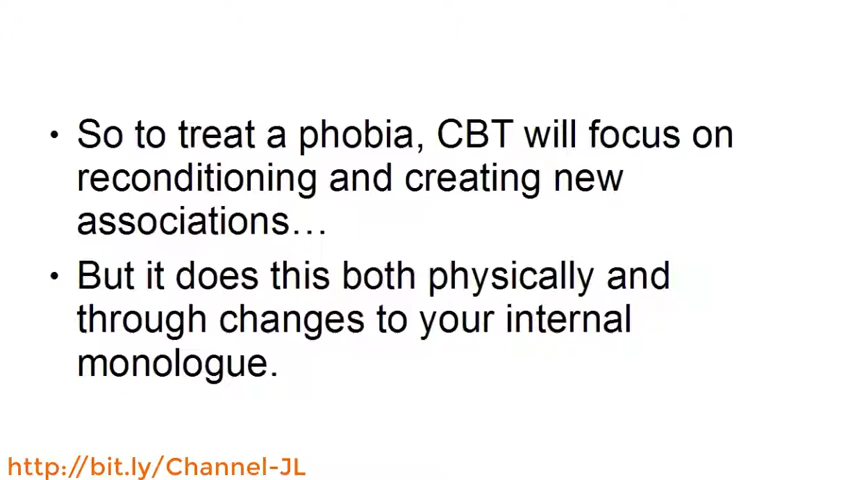 • So to treat a phobia, CBT will focus on
reconditioning and creating new
associations…
• But it does this both physically and
through changes to your internal
monologue.
http://bit.ly/Channel-JL